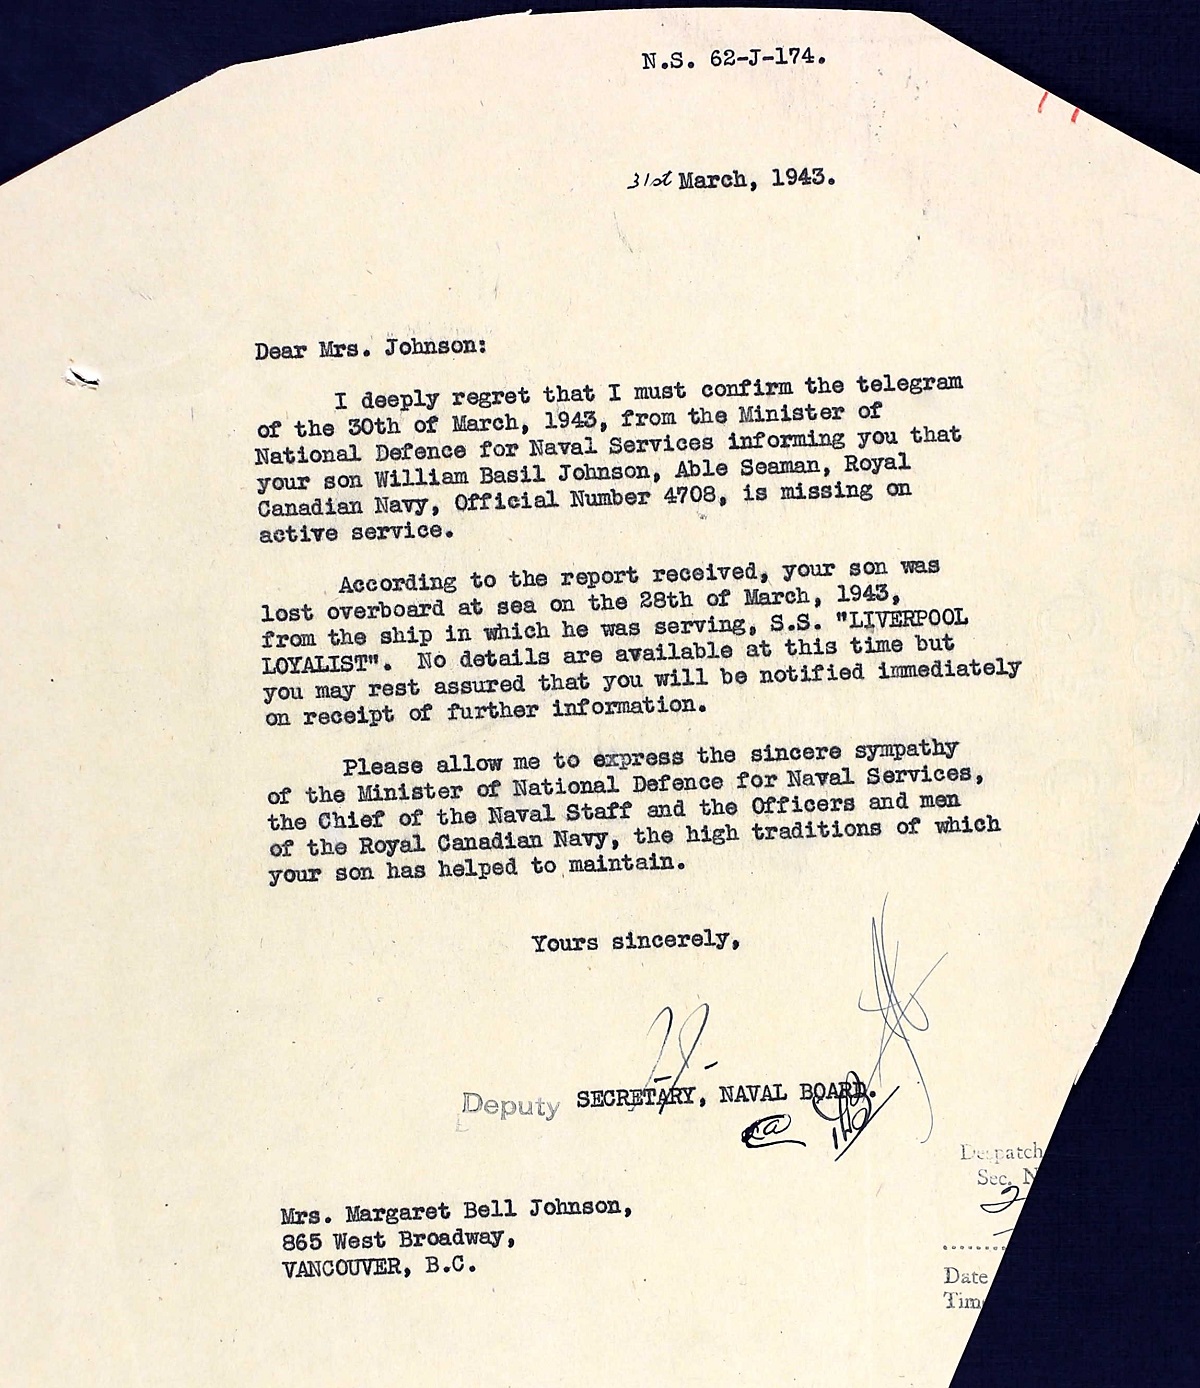 N.S. 62-J-174.
31st March, 1943.
Dear Mrs. Johnson:
I deeply regret that I must confirm the telegram
of the 30th of March, 1943, from the Minister of
National Defence for Naval Services informing you that
your son William Basil Johnson, Able Seaman, Royal
Canadian Navy, Official Number 4708, is missing on
active service.
According to the report received, your son was
lost overboard at sea on the 28th of March, 1943,
from the ship in which he was serving, S.S. "LIVERPOOL
LOYALIST". No details are available at this time but
you may rest assured that you will be notified immediately
on receipt of further information.
Please allow me to express the sincere sympathy
of the Minister of National Defence for Naval Services,
the Chief of the Naval Staff and the Officers and men
of the Royal Canadian Navy, the high traditions of which
your son has helped to maintain.
Yours sincerely,
Deputy SECRETARY, NAVAL BOARD.
Despatch
Sec. N
2
Mrs. Margaret Bell Johnson,
865 West Broadway,
VANCOUVER, B.C.
Date
Time